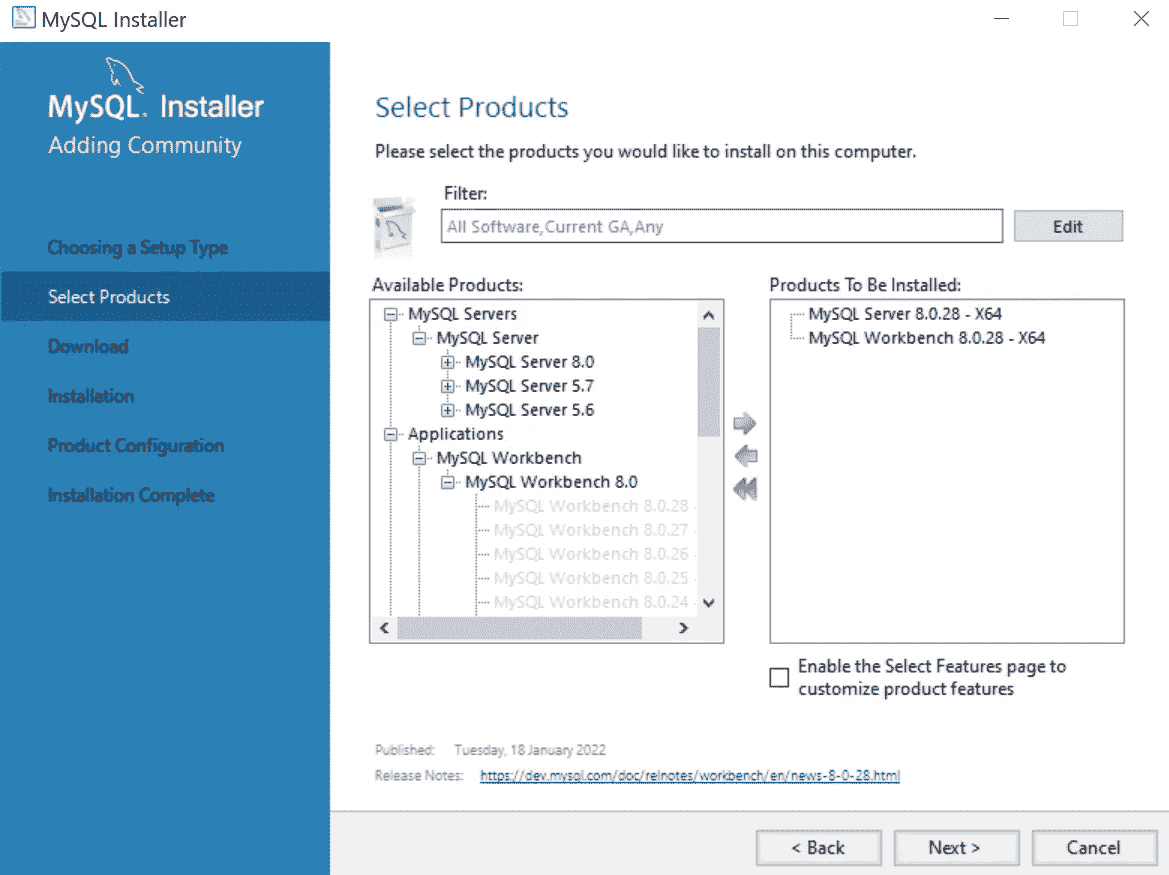 MySQL Installer
MySQL. Installer
Adding Community
Choosing a Setup Type
Select Products
Download
Installation
Product Configuration
Installation Complete
Select Products
Please select the products you would like to install on this computer.
Filter:
All Software,Current GA,Any
Edit
Available Products:
MySQL Servers
MySQL Server
MySQL Server 8.0
MySQL Server 5.7
MySQL Server 5.6
Applications
MySQL Workbench
MySQL Workbench 8.0
MySQL Workbench 8.0.28
MySQL Workbench 8.0.27
MySQL Workbench 8.0.26
MySQL Workbench 8.0.25
MySQL Workbench 8.0.24
Products To Be Installed:
MySQL Server 8.0.28 - X64
MySQL Workbench 8.0.28 - X64
Enable the Select Features page to
customize product features
Published: Tuesday, 18 January 2022
Release Notes: https://dev.mysql.com/doc/relnotes/workbench/en/news-8-0-28.html
< Back
Next >
Cancel